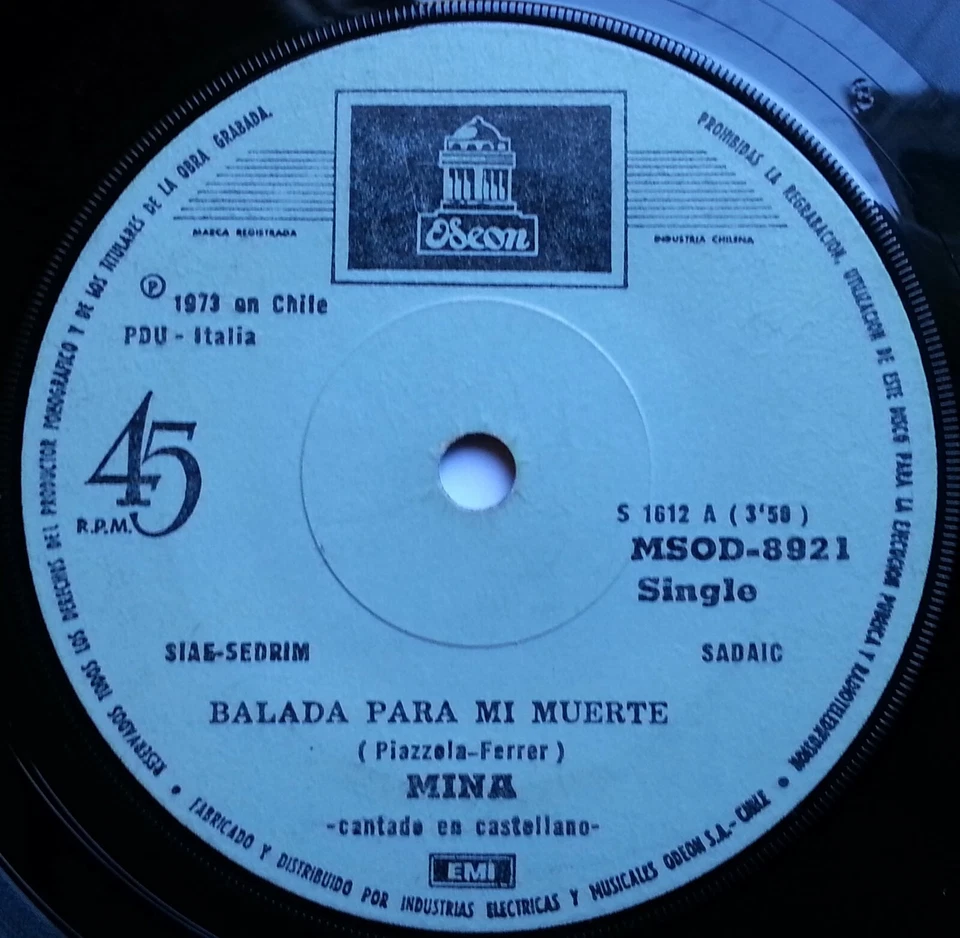 RESERVADOS TODOS LOS DERECHOS DEL PRODUCTOR FONOGRAFICO Y DE LOS TITULARES DE LA OBRA GRABADA.
PROHIBIDAS LA REGRABACION, UTILIZACION DE ESTE DISCO PARA LA EJECUCION PUBLICA Y RADIOTELEDIFUSION
Odeon
MARCA REGISTRADA
INDUSTRIA CHILENA
℗ 1973 en Chile
PDU - Italia
45
R.P.M.
S 1612 A (3'50)
MSOD-8921
Single
SIAE-SEDRIM
SADAIC
BALADA PARA MI MUERTE
(Piazzola-Ferrer)
MINA
-cantado en castellano-
EMI
• FABRICADO Y DISTRIBUIDO POR INDUSTRIAS ELECTRICAS Y MUSICALES ODEON S.A.- CHILE •